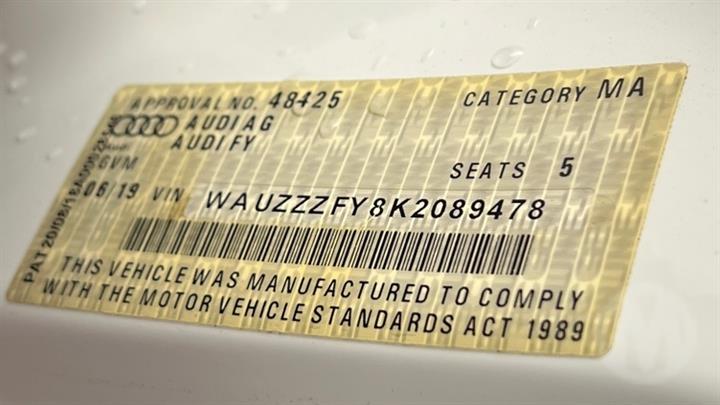 APPROVAL NO. 48425
CATEGORY MA
AUDI AG
AUDI FY
GVM
SEATS 5
06/19 VIN
WAUZZZFY8K2089478
THIS VEHICLE WAS MANUFACTURED TO COMPLY
WITH THE MOTOR VEHICLE STANDARDS ACT 1989